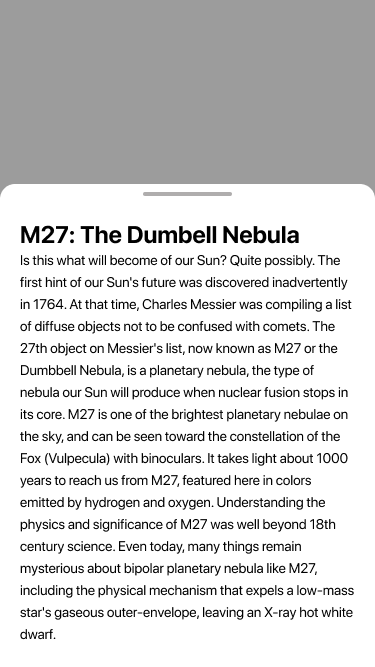 M27: The Dumbell Nebula
Is this what will become of our Sun? Quite possibly. The
first hint of our Sun's future was discovered inadvertently
in 1764. At that time, Charles Messier was compiling a list
of diffuse objects not to be confused with comets. The
27th object on Messier's list, now known as M27 or the
Dumbbell Nebula, is a planetary nebula, the type of
nebula our Sun will produce when nuclear fusion stops in
its core. M27 is one of the brightest planetary nebulae on
the sky, and can be seen toward the constellation of the
Fox (Vulpecula) with binoculars. It takes light about 1000
years to reach us from M27, featured here in colors
emitted by hydrogen and oxygen. Understanding the
physics and significance of M27 was well beyond 18th
century science. Even today, many things remain
mysterious about bipolar planetary nebula like M27,
including the physical mechanism that expels a low-mass
star's gaseous outer-envelope, leaving an X-ray hot white
dwarf.